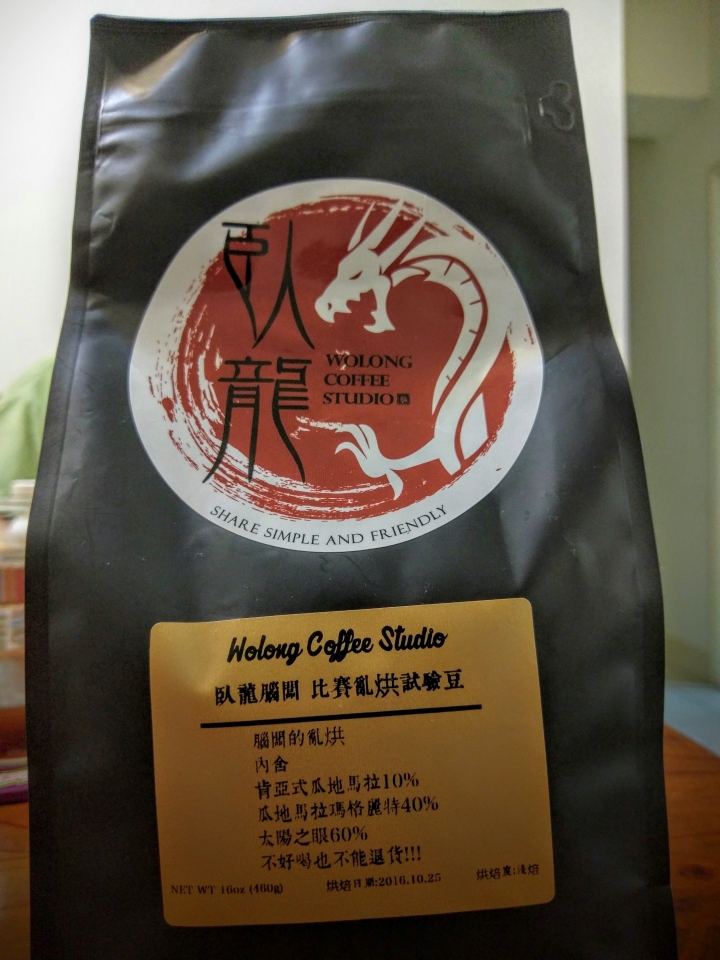 臥龍
WOLONG
COFFEE
STUDIO
SHARE SIMPLE AND FRIENDLY
Wolong Coffee Studio
臥龍腦闆 比賽亂烘試驗豆
腦闆的亂烘
內含
肯亞式瓜地馬拉10%
瓜地馬拉瑪格麗特40%
太陽之眼60%
不好喝也不能退貨!!!
NET WT 16oz (460g) 烘焙日期:2016.10.25 烘焙度:淺焙